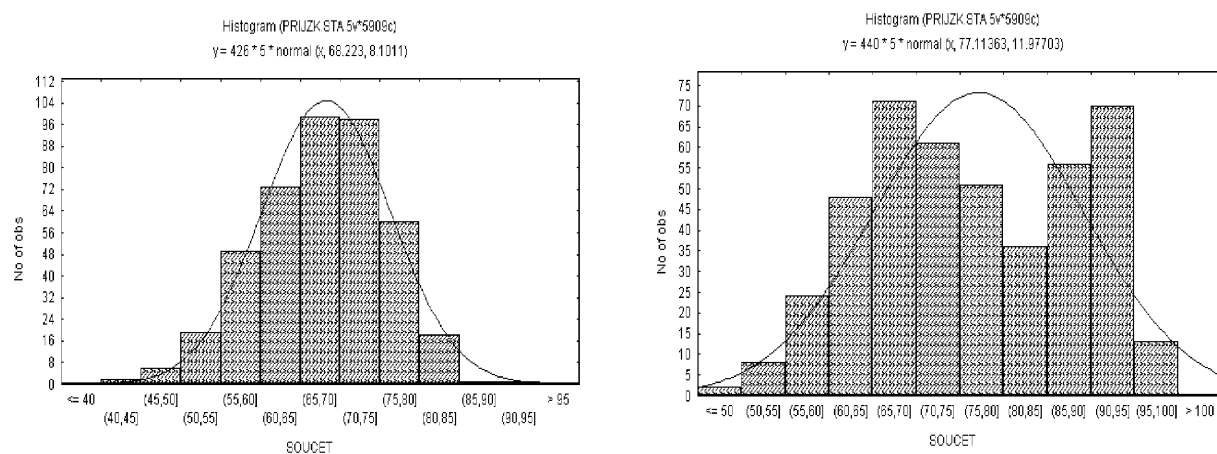 Histogram (PRIJZK.STA 5v*5909c)
y = 426 * 5 * normal (x, 68.223, 8.1011)
No of obs
112
104
96
88
80
72
64
56
48
40
32
24
16
8
0
<= 40 (45,50] (55,60] (65,70] (75,80] (85,90] > 95
(40,45] (50,55] (60,65] (70,75] (80,85] (90,95]
SOUCET
Histogram (PRIJZK.STA 5v*5909c)
y = 440 * 5 * normal (x, 77.11363, 11.97703)
No of obs
75
70
65
60
55
50
45
40
35
30
25
20
15
10
5
0
<= 50 (50,55] (55,60] (60,65] (65,70] (70,75] (75,80] (80,85] (85,90] (90,95] (95,100] > 100
SOUCET